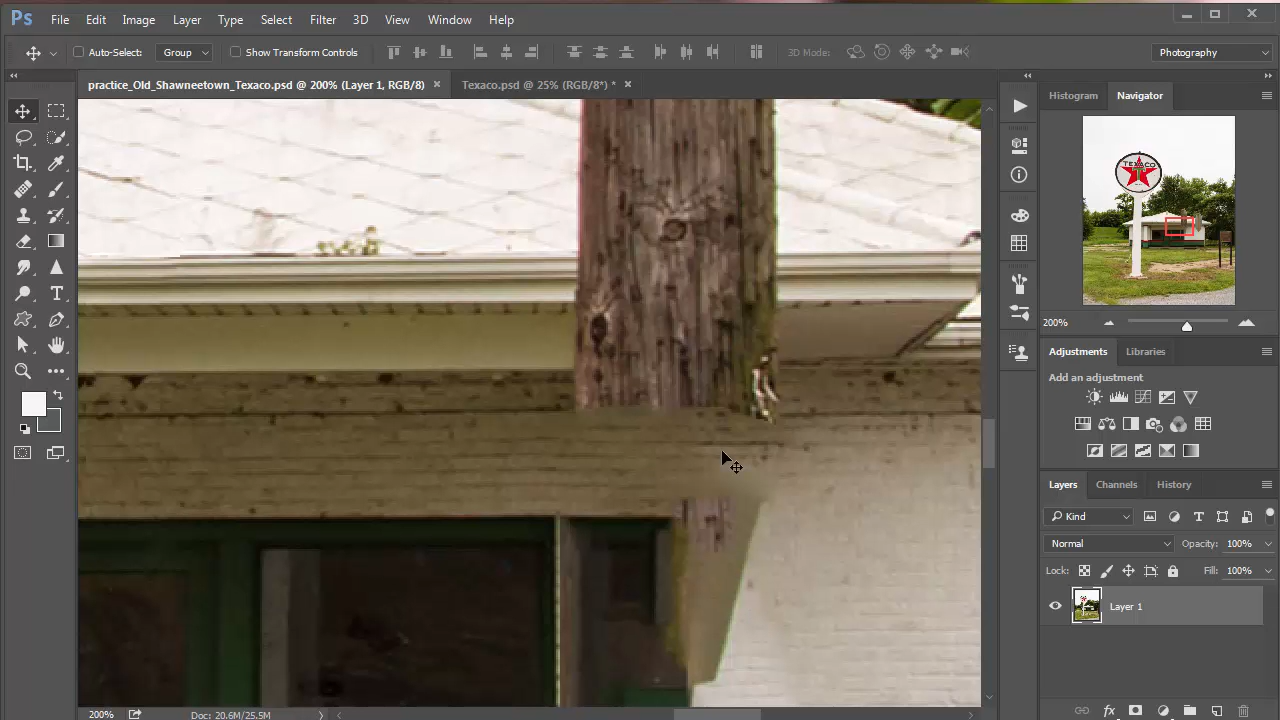 Ps File Edit Image Layer Type Select Filter 3D View Window Help
Auto-Select: Group Show Transform Controls 3D Mode: Photography
practice_Old_Shawneetown_Texaco.psd @ 200% (Layer 1, RGB/8) × Texaco.psd @ 25% (RGB/8*) * ×
Histogram Navigator
TEXACO
T
200%
Adjustments Libraries
Add an adjustment
Layers Channels History
Kind
Normal Opacity: 100%
Lock: Fill: 100%
Layer 1
fx
200% Doc: 20.6M/25.5M